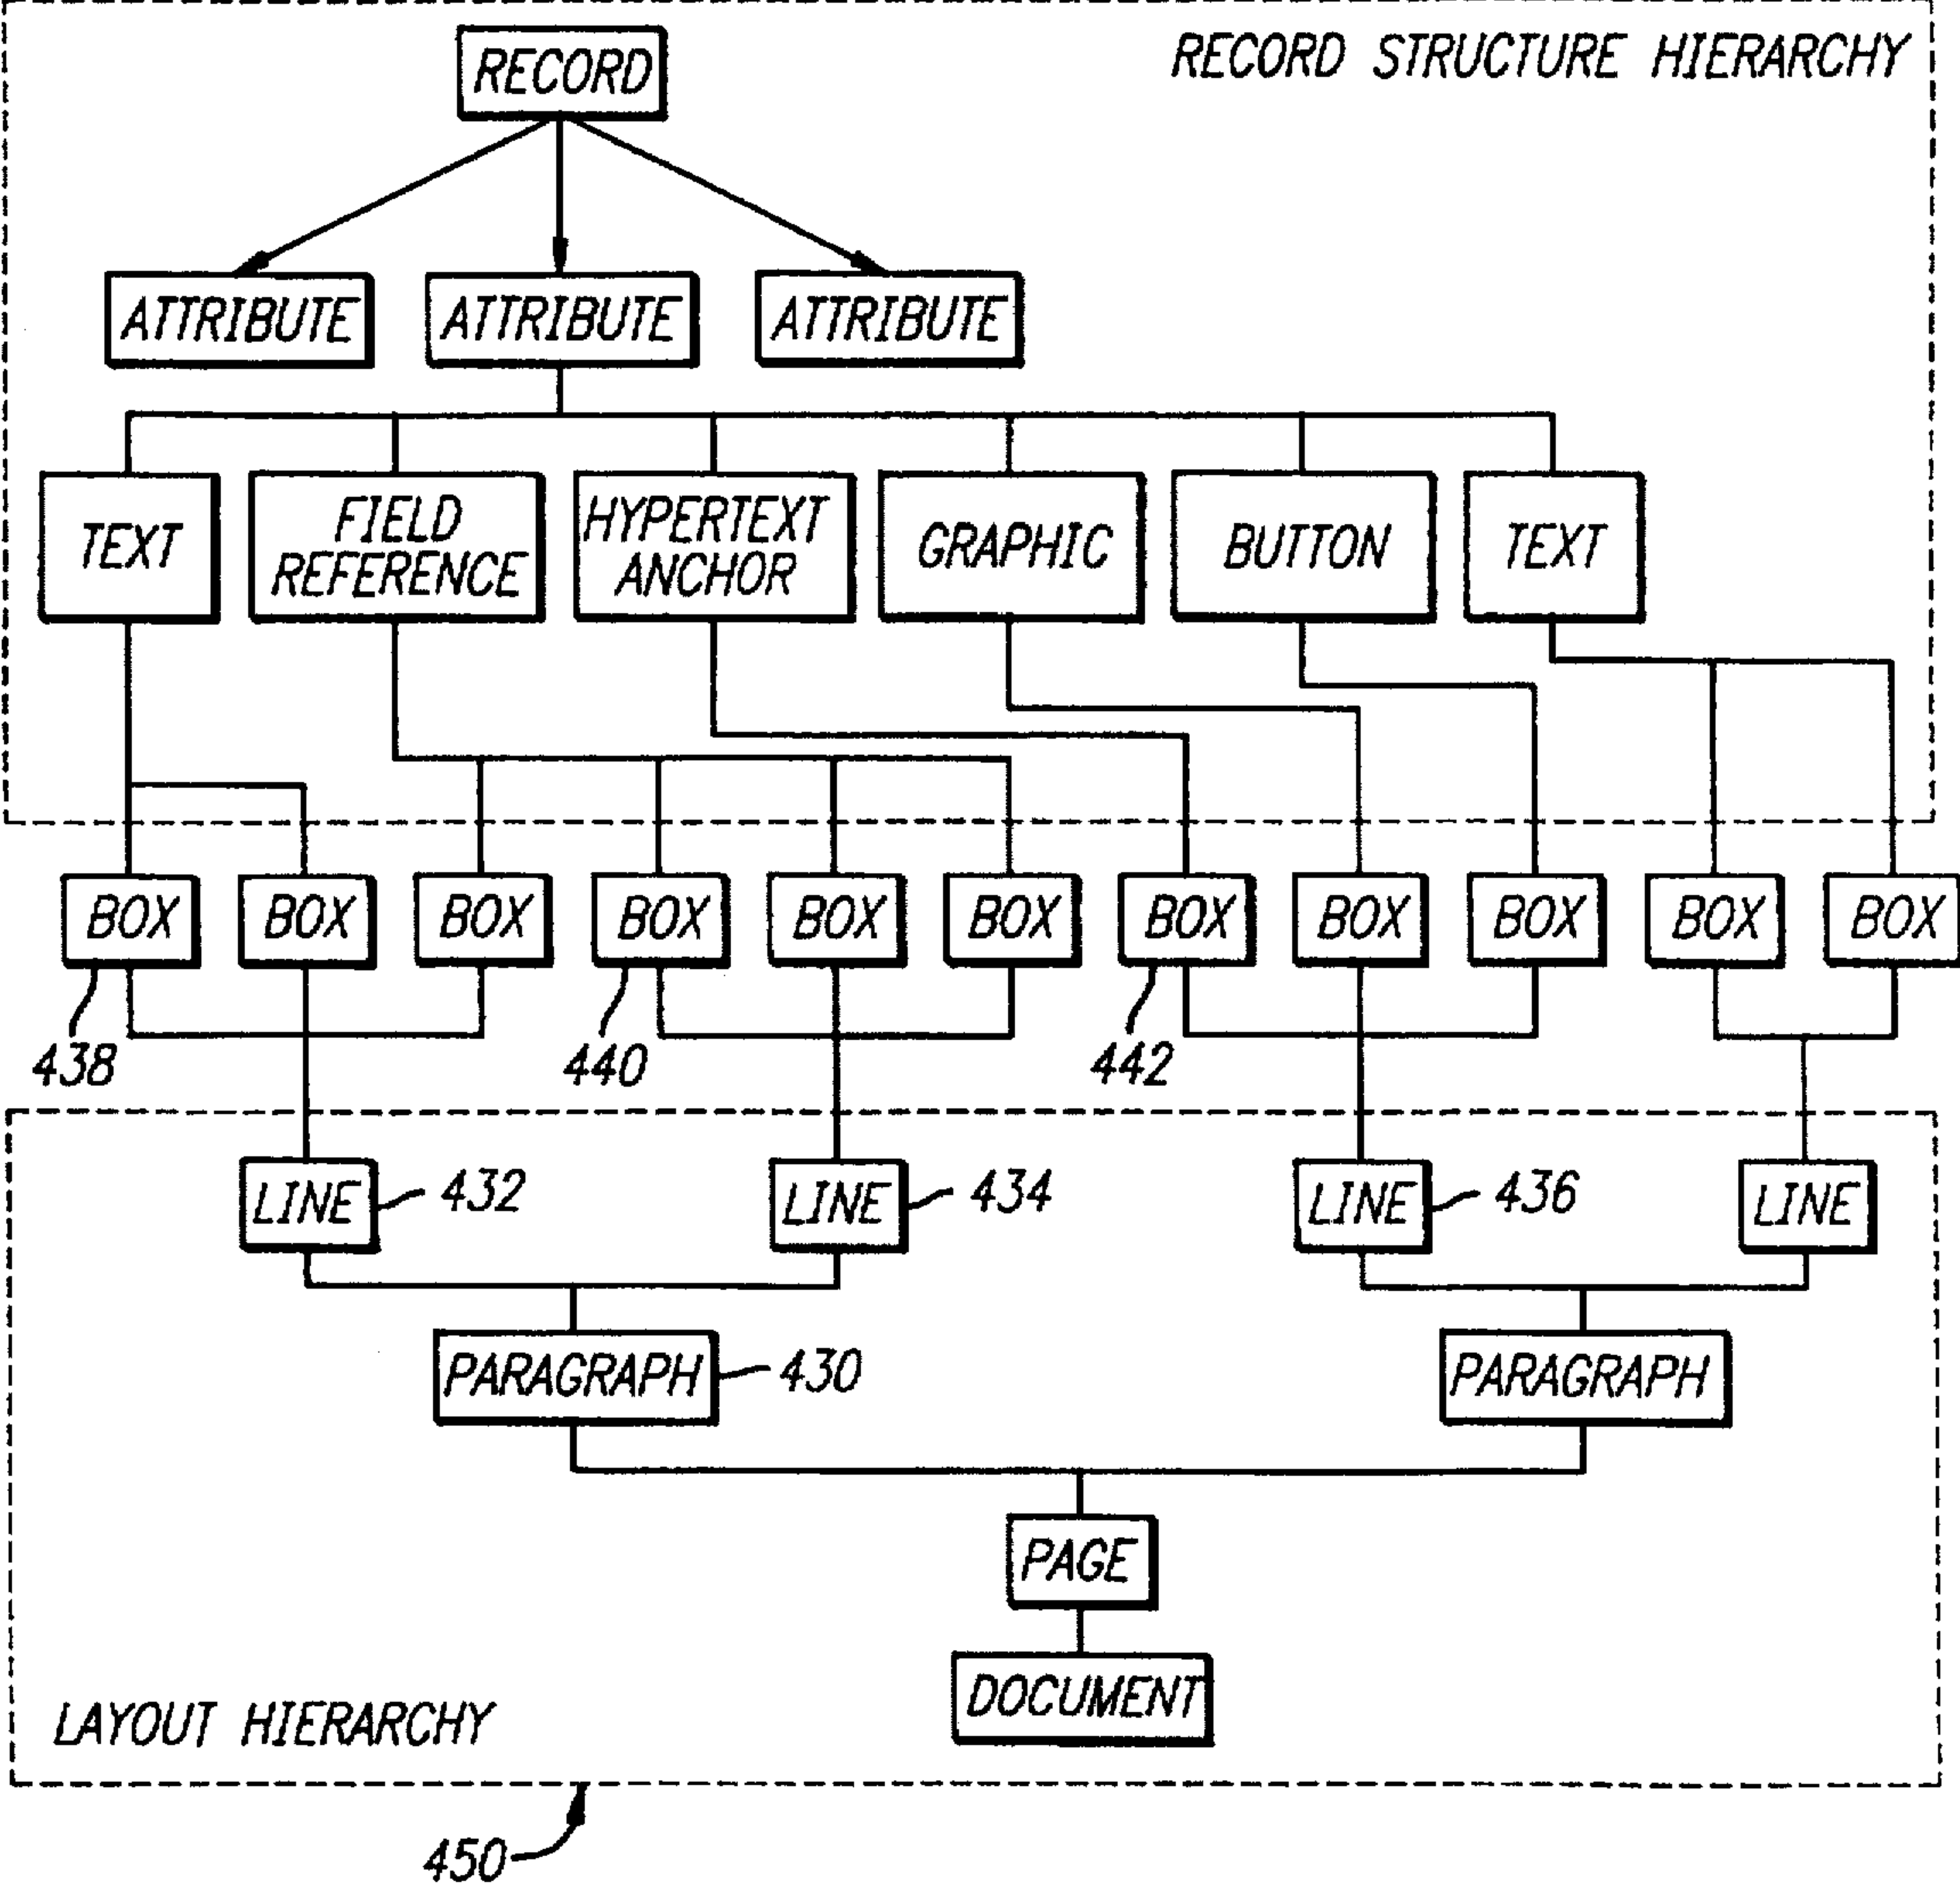 RECORD STRUCTURE HIERARCHY
RECORD
ATTRIBUTE
ATTRIBUTE
ATTRIBUTE
TEXT
FIELD
REFERENCE
HYPERTEXT
ANCHOR
GRAPHIC
BUTTON
TEXT
BOX
BOX
BOX
BOX
BOX
BOX
BOX
BOX
BOX
BOX
BOX
438
440
442
LINE
432
LINE
434
LINE
436
LINE
PARAGRAPH
430
PARAGRAPH
PAGE
DOCUMENT
LAYOUT HIERARCHY
450